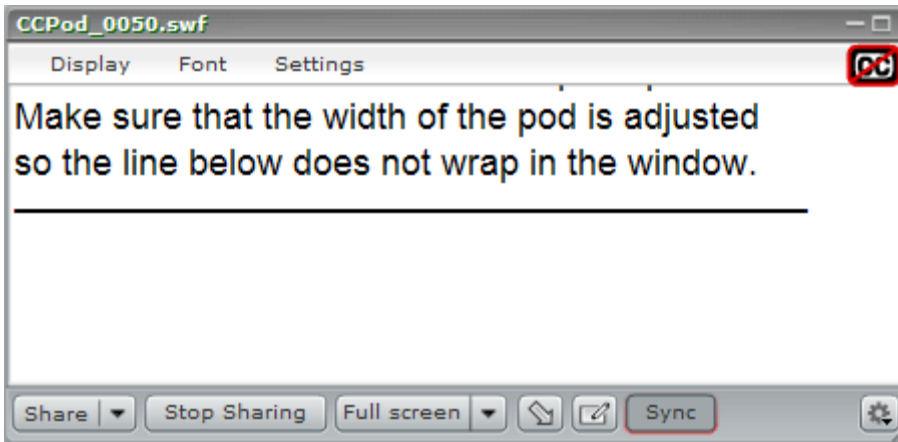 CCPod_0050.swf
Display Font Settings CC
Make sure that the width of the pod is adjusted
so the line below does not wrap in the window.
Share Stop Sharing Full screen Sync